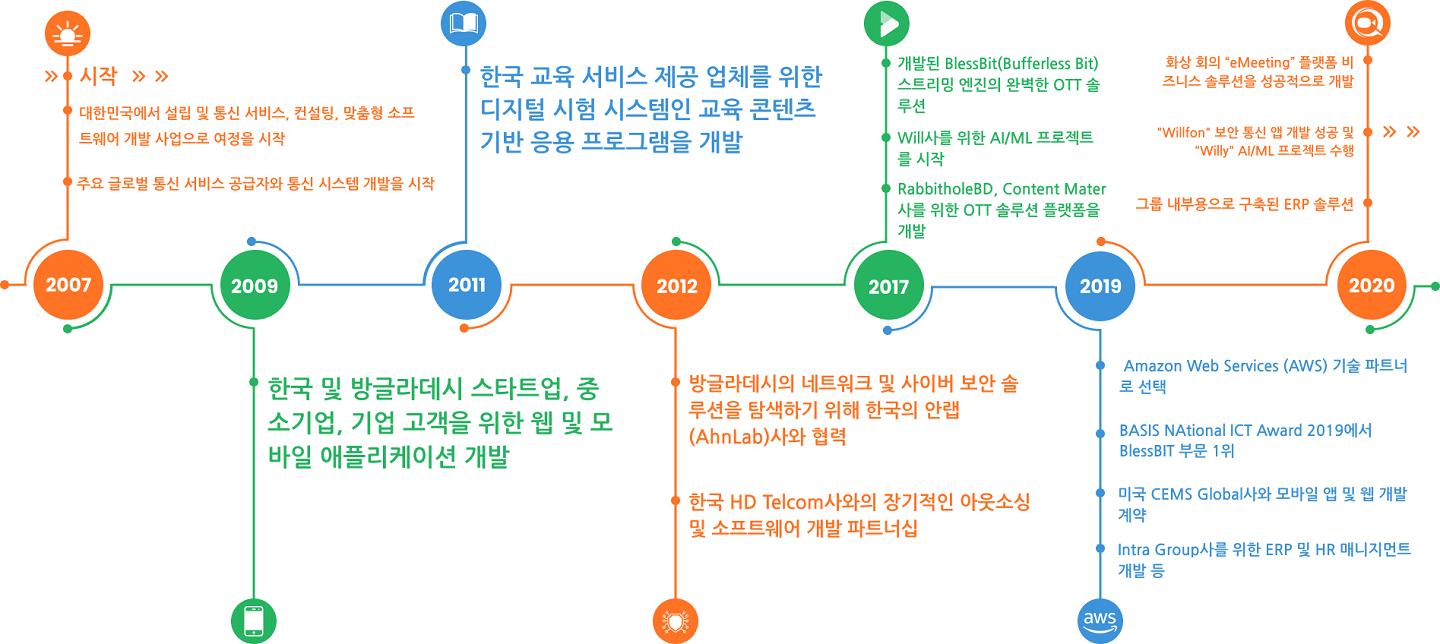 시작
대한민국에서 설립 및 통신 서비스, 컨설팅, 맞춤형 소프
트웨어 개발 사업으로 여정을 시작
주요 글로벌 통신 서비스 공급자와 통신 시스템 개발을 시작
2007
2009
한국 및 방글라데시 스타트업, 중
소기업, 기업 고객을 위한 웹 및 모
바일 애플리케이션 개발
한국 교육 서비스 제공 업체를 위한
디지털 시험 시스템인 교육 콘텐츠
기반 응용 프로그램을 개발
2011
2012
방글라데시의 네트워크 및 사이버 보안 솔
루션을 탐색하기 위해 한국의 안랩
(AhnLab)사와 협력
한국 HD Telcom사와의 장기적인 아웃소싱
및 소프트웨어 개발 파트너십
개발된 BlessBit(Bufferless Bit)
스트리밍 엔진의 완벽한 OTT 솔
루션
Will사를 위한 AI/ML 프로젝트
를 시작
RabbitholeBD, Content Mater
사를 위한 OTT 솔루션 플랫폼을
개발
2017
2019
Amazon Web Services (AWS) 기술 파트너
로 선택
BASIS NAtional ICT Award 2019에서
BlessBIT 부문 1위
미국 CEMS Global사와 모바일 앱 및 웹 개발
계약
Intra Group사를 위한 ERP 및 HR 매니지먼트
개발 등
aws
화상 회의 “eMeeting” 플랫폼 비
즈니스 솔루션을 성공적으로 개발
"Willfon" 보안 통신 앱 개발 성공 및
"Willy" AI/ML 프로젝트 수행
그룹 내부용으로 구축된 ERP 솔루션
2020